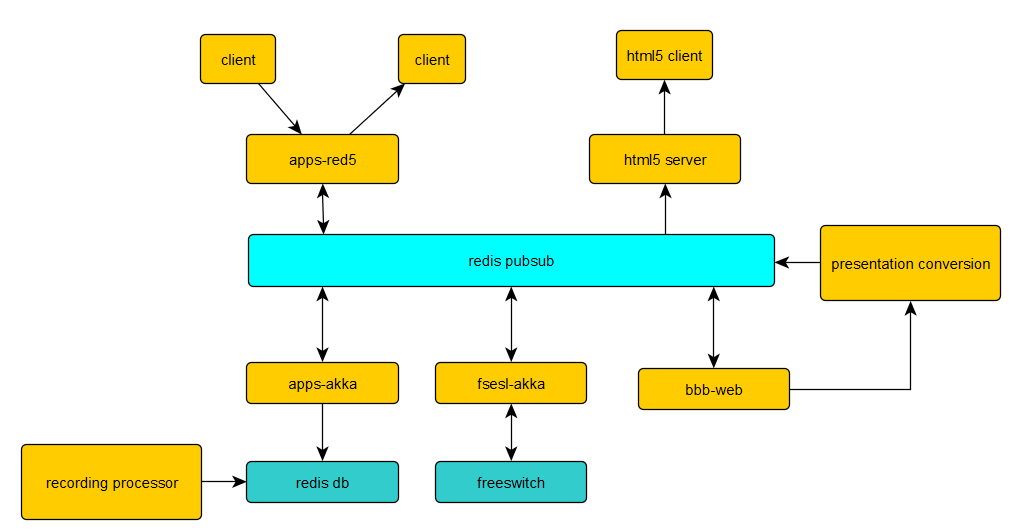 client
client
html5 client
apps-red5
html5 server
redis pubsub
presentation conversion
apps-akka
fsesl-akka
bbb-web
recording processor
redis db
freeswitch